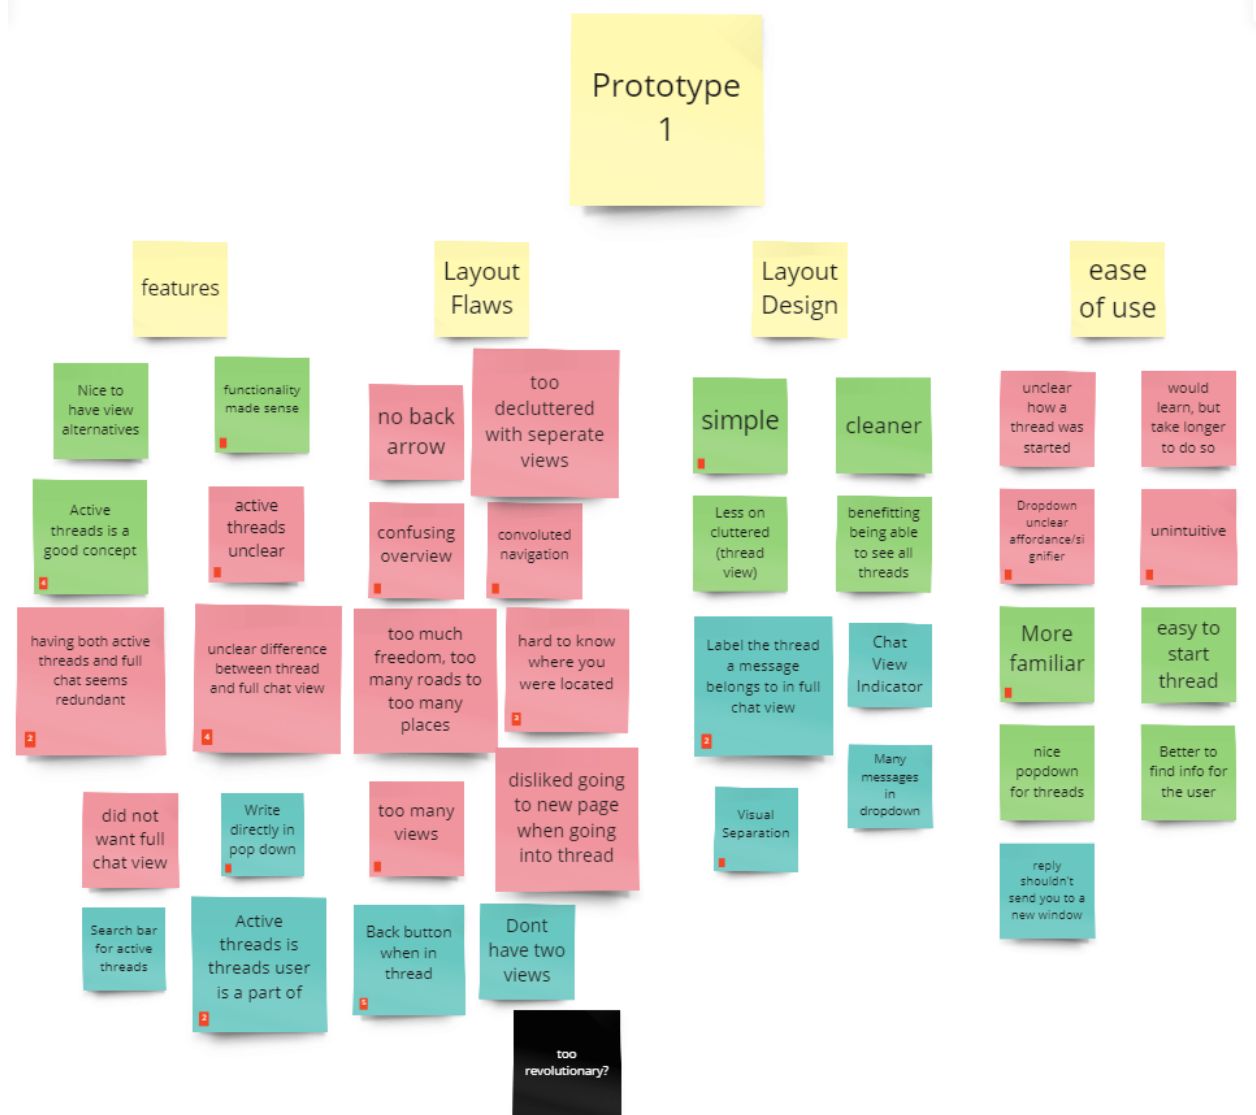 Prototype
1
features
Layout
Flaws
Layout
Design
ease
of use
Nice to
have view
alternatives
functionality
made sense
Active
threads is a
good concept
4
active
threads
unclear
having both active
threads and full
chat seems
redundant
2
unclear difference
between thread
and full chat view
4
did not
want full
chat view
Write
directly in
pop down
Search bar
for active
threads
Active
threads is
threads user
is a part of
2
no back
arrow
too
decluttered
with seperate
views
confusing
overview
convoluted
navigation
too much
freedom, too
many roads to
too many
places
hard to know
where you
were located
too many
views
disliked going
to new page
when going
into thread
Back button
when in
thread
5
Dont
have two
views
too
revolutionary?
simple
cleaner
Less on
cluttered
(thread
view)
benefitting
being able
to see all
threads
Label the thread
a message
belongs to in full
chat view
2
Chat
View
Indicator
Many
messages
in
dropdown
Visual
Separation
unclear
how a
thread was
started
would
learn, but
take longer
to do so
Dropdown
unclear
affordance/si
gnifier
unintuitive
More
familiar
easy to
start
thread
nice
popdown
for threads
Better to
find info for
the user
reply
shouldn't
send you to a
new window